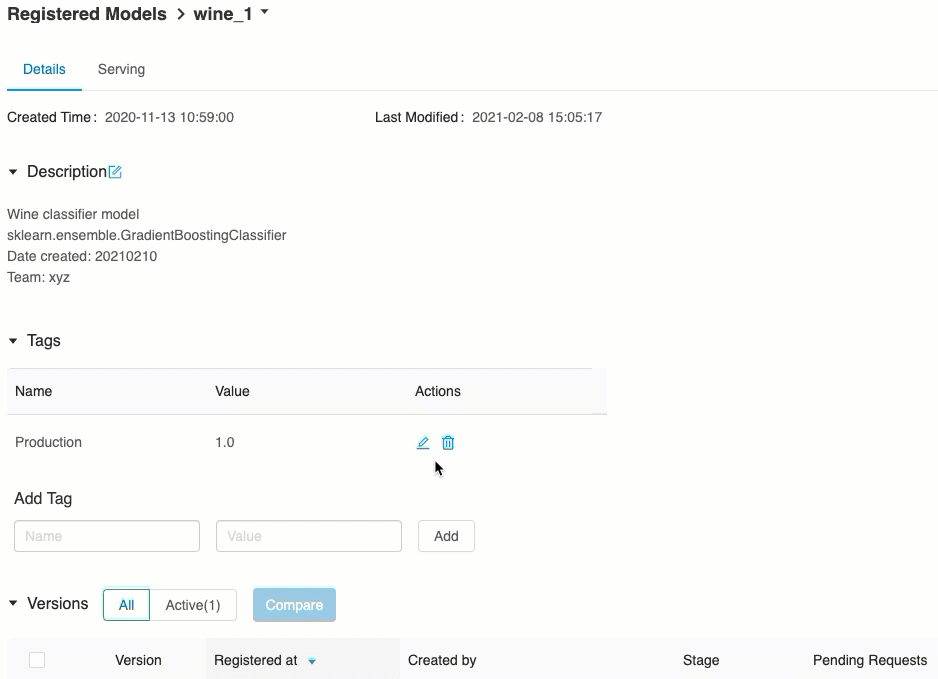 Registered Models > wine_1
Details Serving
Created Time: 2020-11-13 10:59:00 Last Modified: 2021-02-08 15:05:17
Description
Wine classifier model
sklearn.ensemble.GradientBoostingClassifier
Date created: 20210210
Team: xyz
Tags
Name Value Actions
Production 1.0
Add Tag
Name Value Add
Versions All Active(1) Compare
Version Registered at Created by Stage Pending Requests